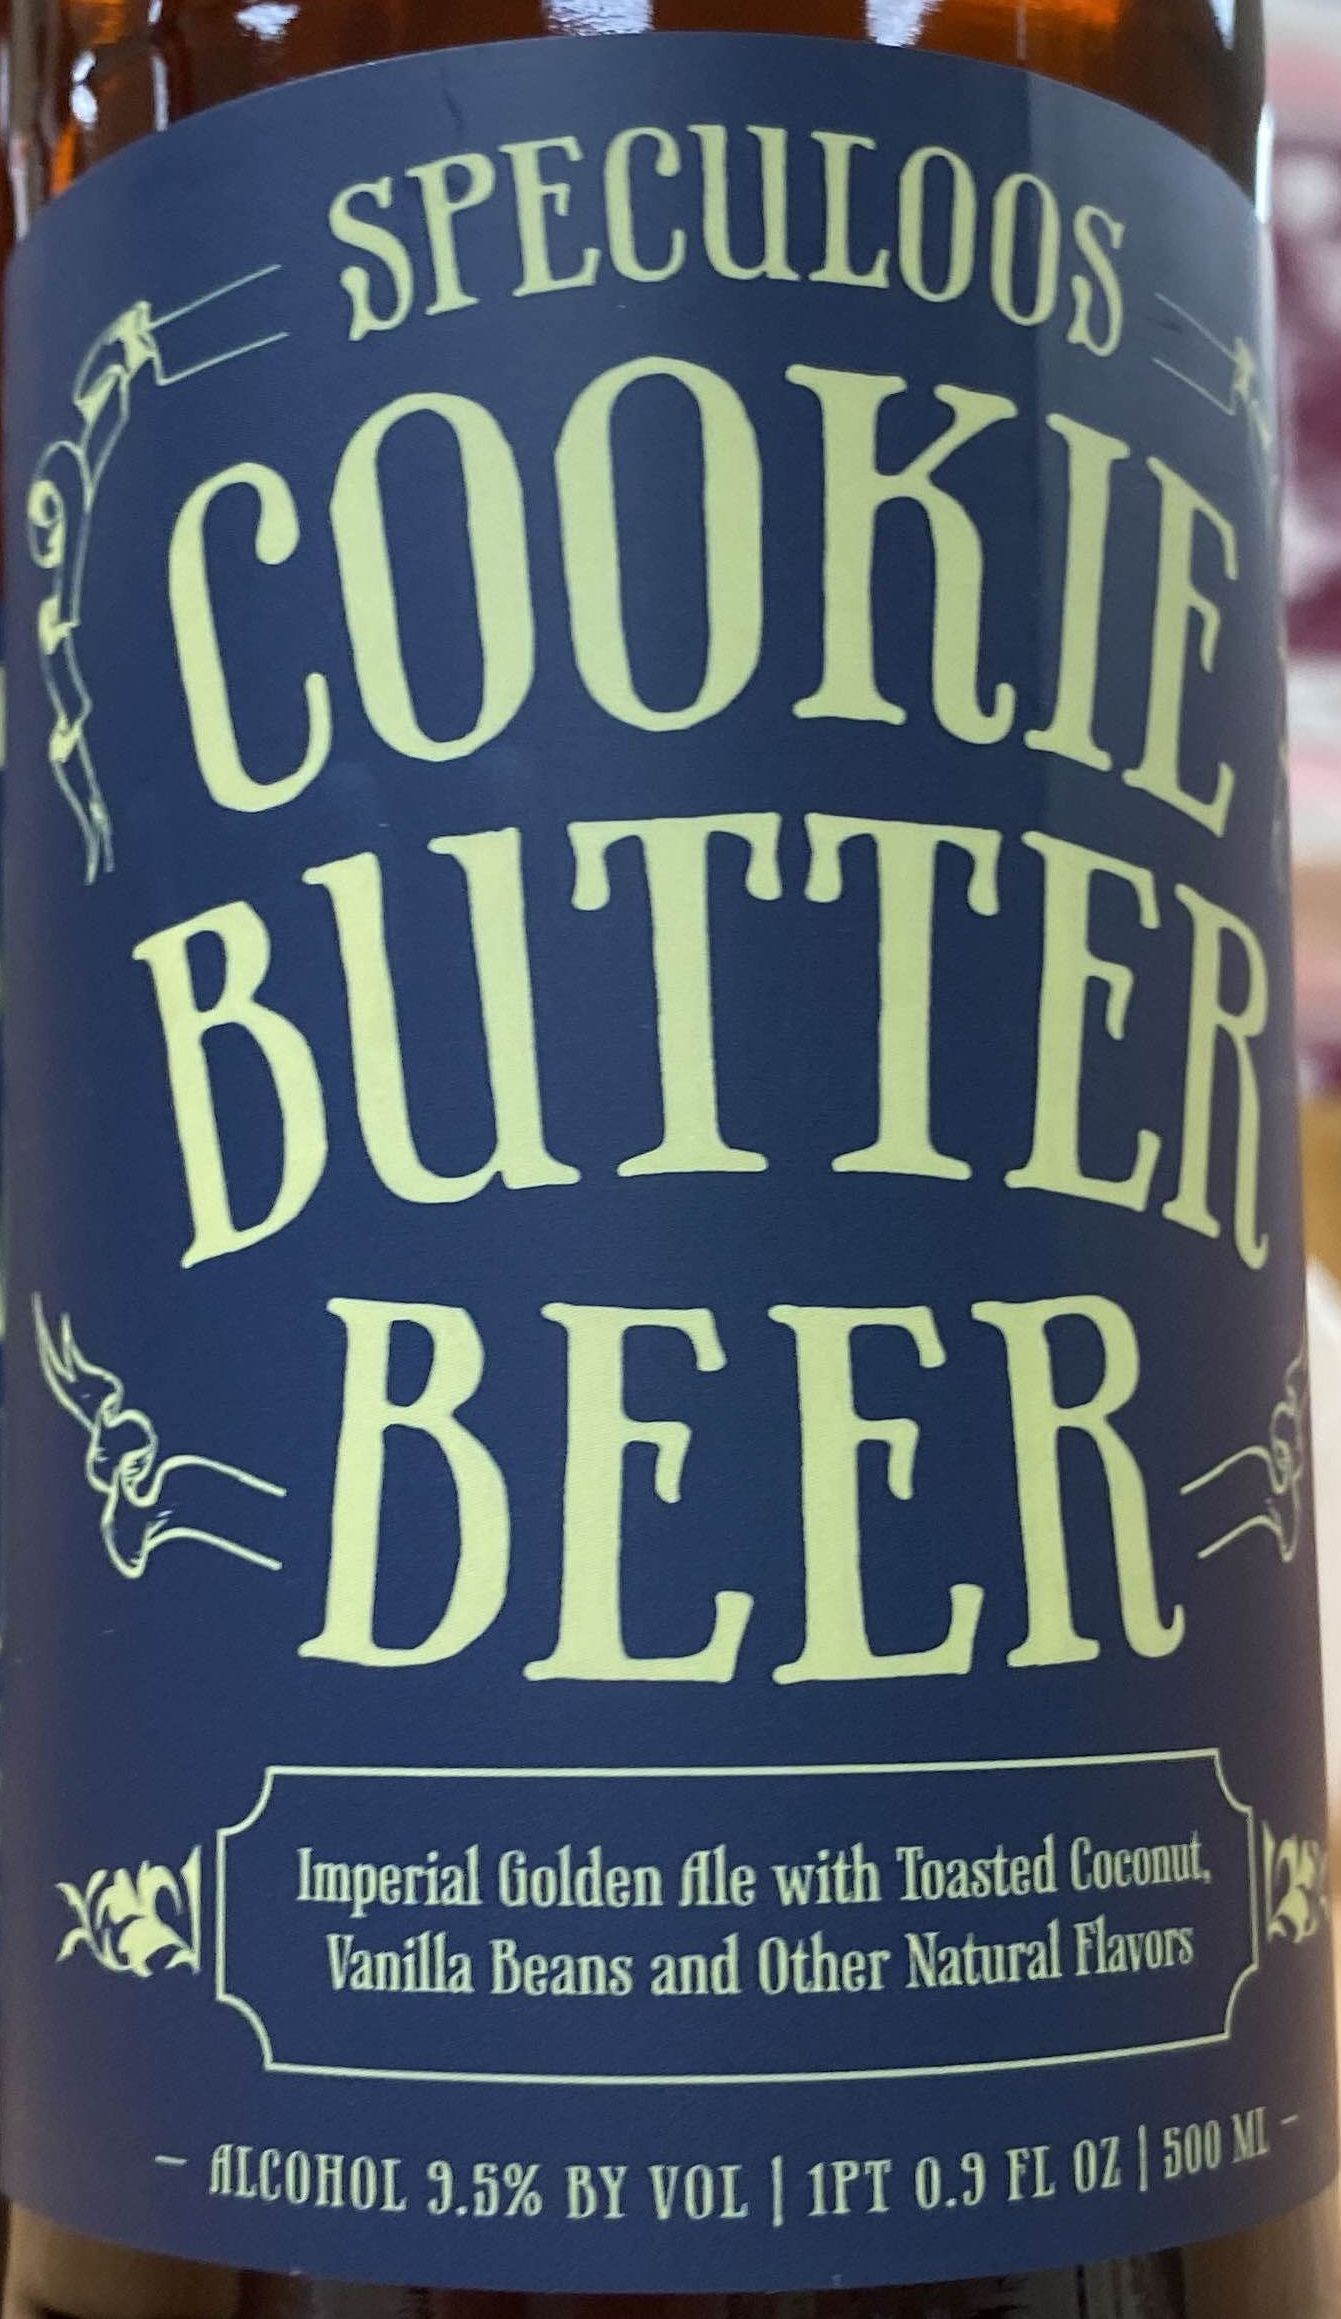 SPECULOOS
COOKIE
BUTTER
BEER
Imperial Golden Ale with Toasted Coconut,
Vanilla Beans and Other Natural Flavors
– ALCOHOL 9.5% BY VOL | 1PT 0.9 FL OZ | 500 ML –